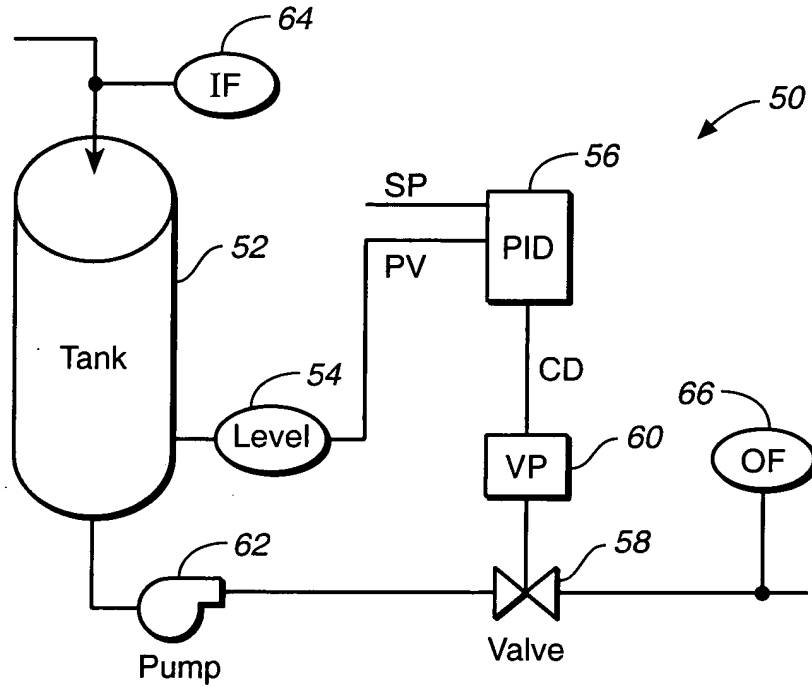 64
IF
50
56
SP
PID
PV
52
Tank
54
Level
CD
66
60
VP
OF
62
58
Pump
Valve